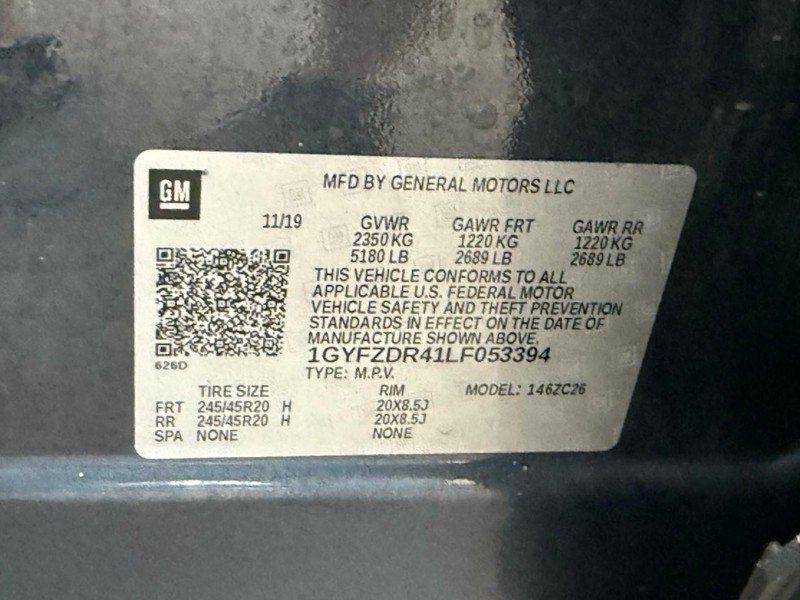 GM
MFD BY GENERAL MOTORS LLC
11/19 GVWR GAWR FRT GAWR RR
2350 KG 1220 KG 1220 KG
5180 LB 2689 LB 2689 LB
THIS VEHICLE CONFORMS TO ALL
APPLICABLE U.S. FEDERAL MOTOR
VEHICLE SAFETY AND THEFT PREVENTION
STANDARDS IN EFFECT ON THE DATE OF
MANUFACTURE SHOWN ABOVE.
1GYFZDR41LF053394
626D
TYPE: M.P.V.
TIRE SIZE RIM MODEL: 146ZC26
FRT 245/45R20 H 20X8.5J
RR 245/45R20 H 20X8.5J
SPA NONE NONE